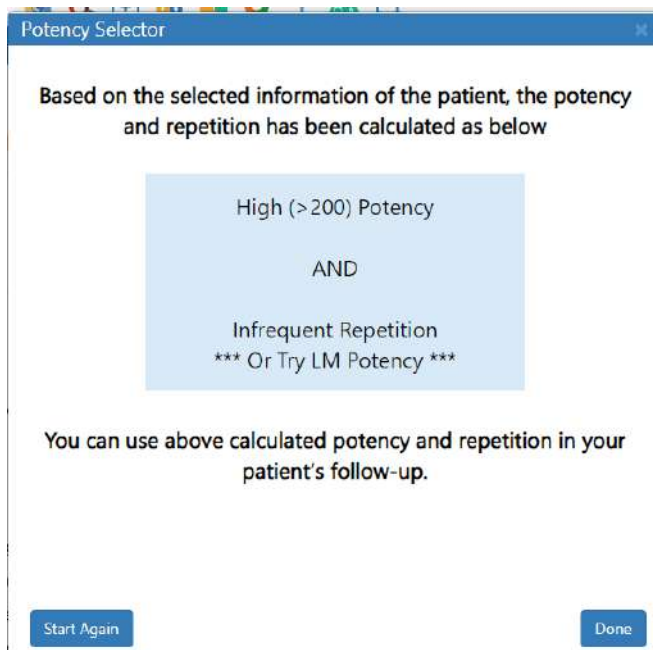 Potency Selector
Based on the selected information of the patient, the potency
and repetition has been calculated as below
High (>200) Potency
AND
Infrequent Repetition
*** Or Try LM Potency ***
You can use above calculated potency and repetition in your
patient's follow-up.
Start Again
Done